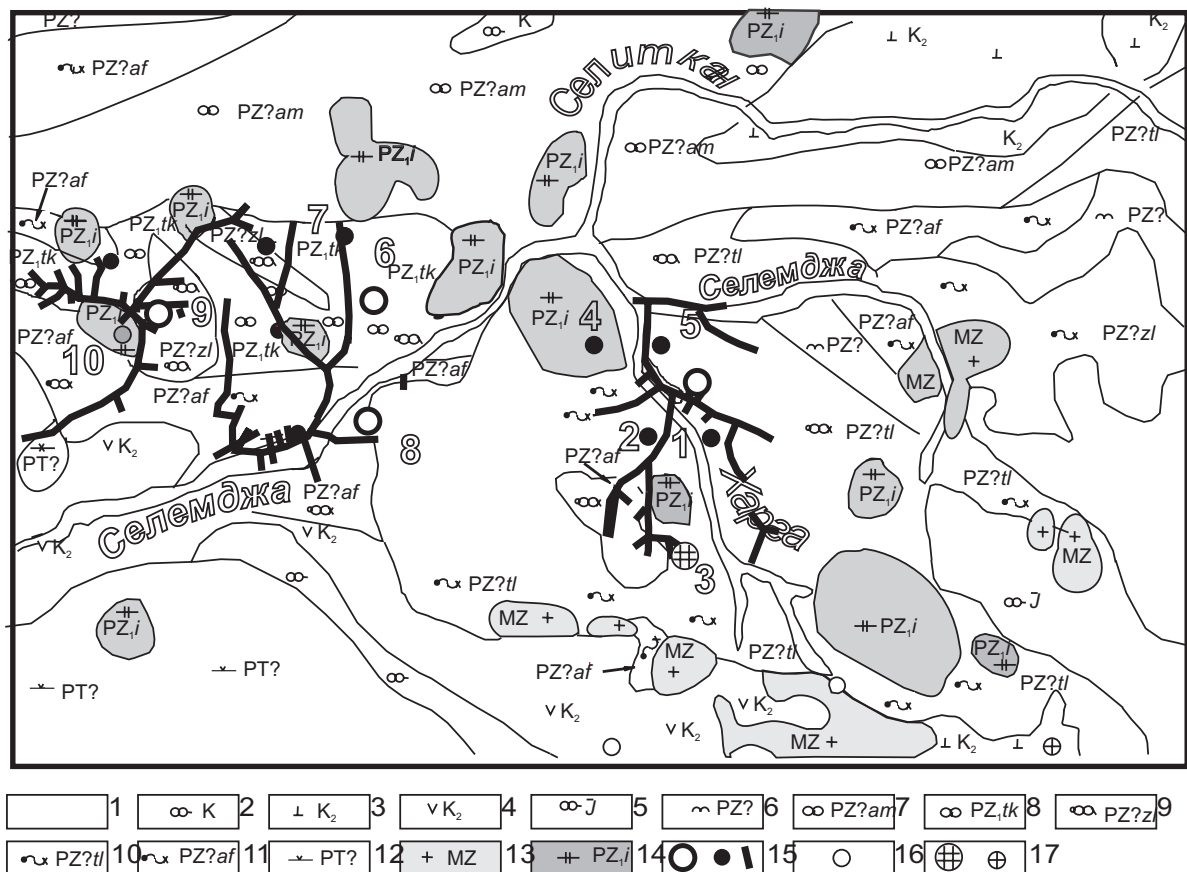 PZ?
K
PZ₁i
K₂
K₂
PZ?af
PZ?am
PZ?am
Селиткан
K₂
PZ?tl
PZ?am
PZ₁i
PZ₁i
PZ?am
PZ?af
PZ₁i
PZ₁i
PZ₁tk
PZ?zl
7
PZ₁tk
6
PZ₁tk
PZ₁i
PZ?af
PZ?
PZ₁tk
PZ?tl
Селемджа
PZ₁i
9
PZ₁i
4
5
PZ?af
MZ
PZ?zl
PZ?af
10
PZ?zl
PZ₁tk
PZ₁i
PZ?
PZ?af
MZ
PZ?af
K₂
8
2
1
PZ?tl
PT?
PZ?af
PZ?tl
PZ?af
Селемджа
PZ₁i
Харга
PZ₁i
K₂
K₂
MZ
3
PZ?tl
J
PZ₁i
MZ
PZ₁i
MZ
PZ?tl
PZ₁i
PT?
PZ?af
PZ?tl
PT?
K₂
K₂
K₂
MZ
K₂
1
K 2
K₂ 3
K₂ 4
J 5
PZ? 6
PZ?am 7
PZ₁tk 8
PZ?zl 9
PZ?tl 10
PZ?af 11
PT? 12
MZ 13
PZ₁i 14
15
16
17